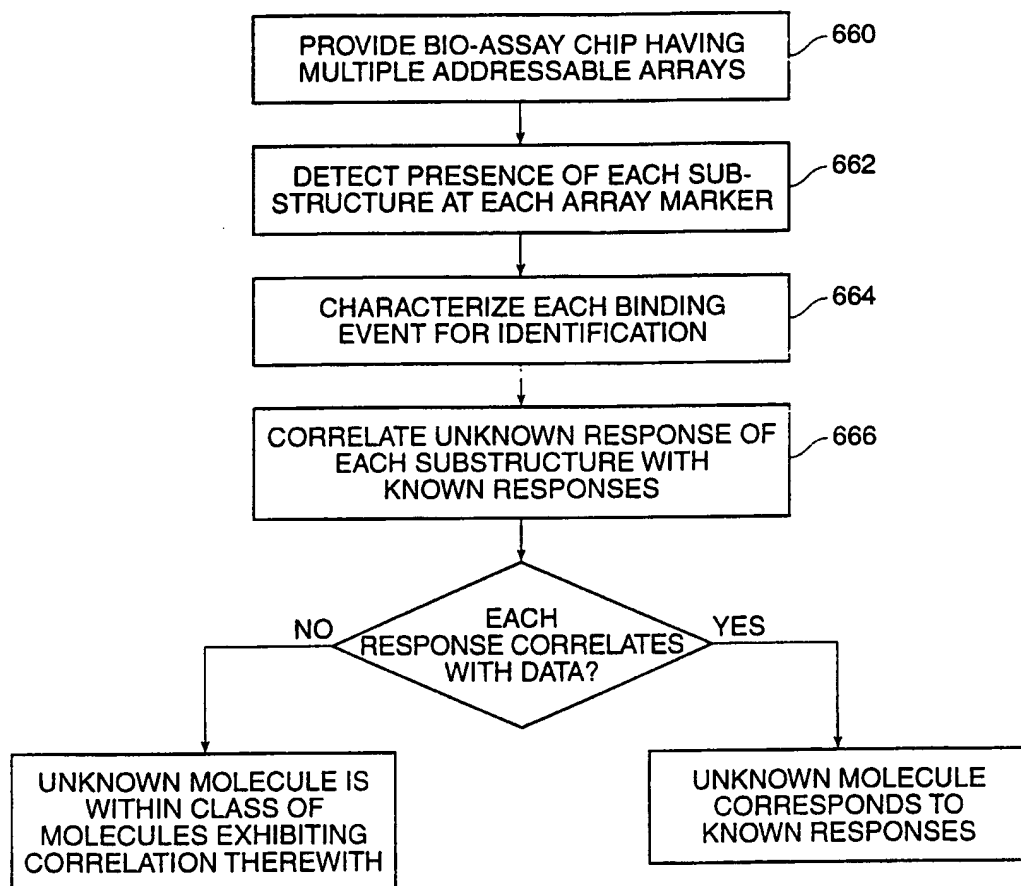 PROVIDE BIO-ASSAY CHIP HAVING
MULTIPLE ADDRESSABLE ARRAYS
660
DETECT PRESENCE OF EACH SUB-
STRUCTURE AT EACH ARRAY MARKER
662
CHARACTERIZE EACH BINDING
EVENT FOR IDENTIFICATION
664
CORRELATE UNKNOWN RESPONSE OF
EACH SUBSTRUCTURE WITH
KNOWN RESPONSES
666
EACH
RESPONSE CORRELATES
WITH DATA?
NO
YES
UNKNOWN MOLECULE IS
WITHIN CLASS OF
MOLECULES EXHIBITING
CORRELATION THEREWITH
UNKNOWN MOLECULE
CORRESPONDS TO
KNOWN RESPONSES